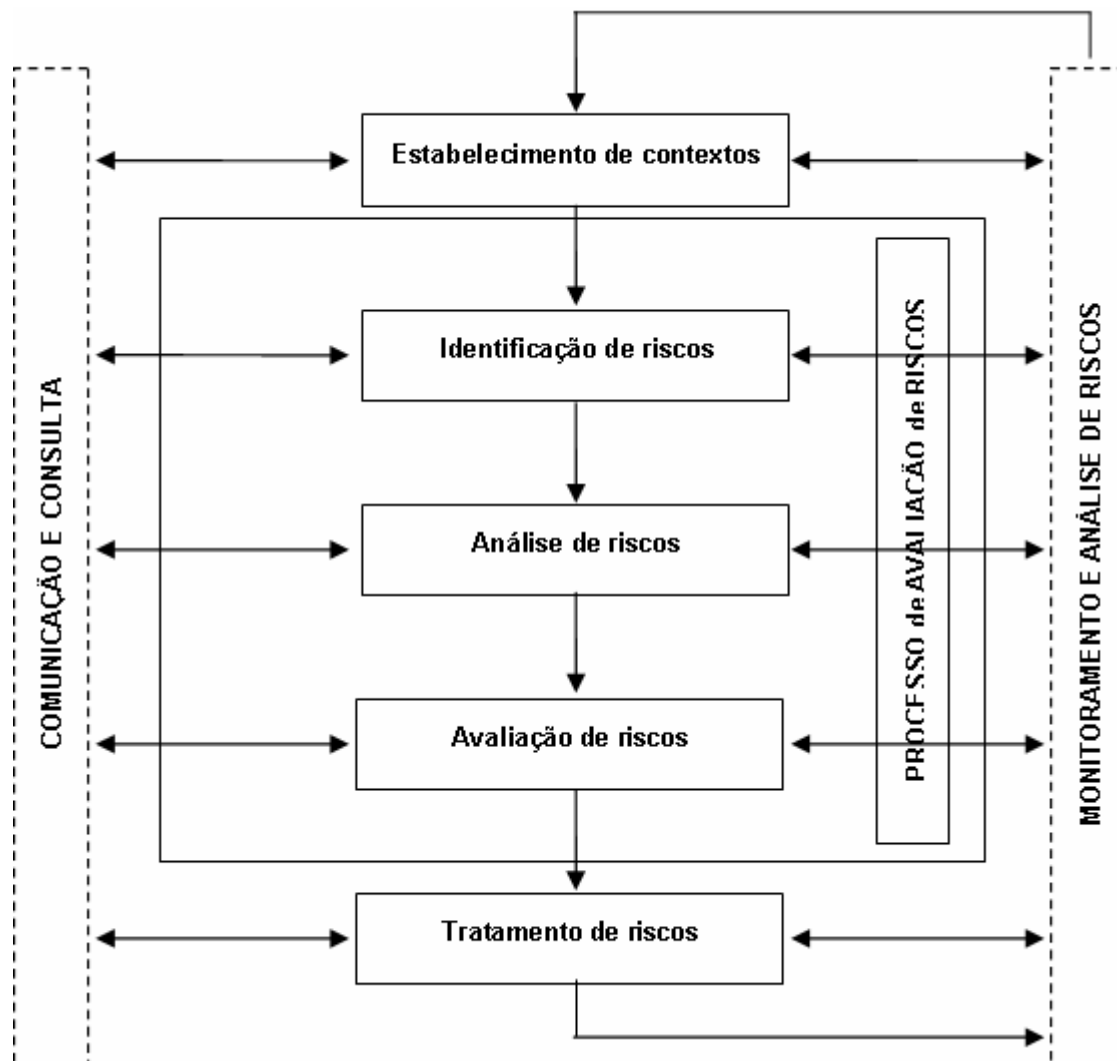 Estabelecimento de contextos
Identificação de riscos
Análise de riscos
Avaliação de riscos
Tratamento de riscos
COMUNICAÇÃO E CONSULTA
PROCESSO de AVALIAÇÃO de RISCOS
MONITORAMENTO E ANÁLISE DE RISCOS